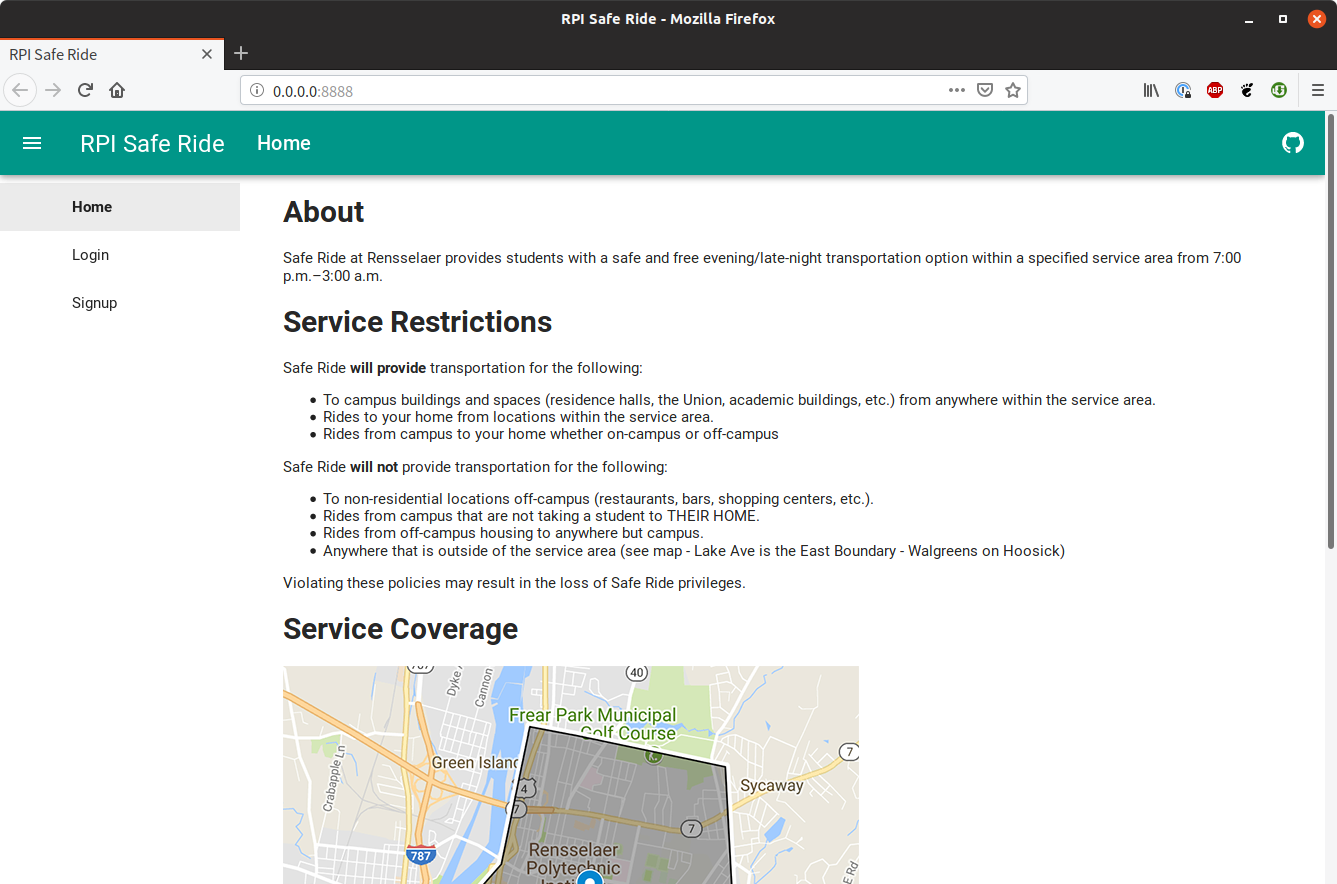 RPI Safe Ride - Mozilla Firefox
RPI Safe Ride
0.0.0.0:8888
ABP
RPI Safe Ride
Home
Home
Login
Signup
About
Safe Ride at Rensselaer provides students with a safe and free evening/late-night transportation option within a specified service area from 7:00
p.m.–3:00 a.m.
Service Restrictions
Safe Ride will provide transportation for the following:
• To campus buildings and spaces (residence halls, the Union, academic buildings, etc.) from anywhere within the service area.
• Rides to your home from locations within the service area.
• Rides from campus to your home whether on-campus or off-campus
Safe Ride will not provide transportation for the following:
• To non-residential locations off-campus (restaurants, bars, shopping centers, etc.).
• Rides from campus that are not taking a student to THEIR HOME.
• Rides from off-campus housing to anywhere but campus.
• Anywhere that is outside of the service area (see map - Lake Ave is the East Boundary - Walgreens on Hoosick)
Violating these policies may result in the loss of Safe Ride privileges.
Service Coverage
787
Dyke
Cannon
40
Frear Park Municipal
Golf Course
7
Green Island
Crabapple Ln
4
7
Sycaway
7
787
Rensselaer
Polytechnic
E Rd